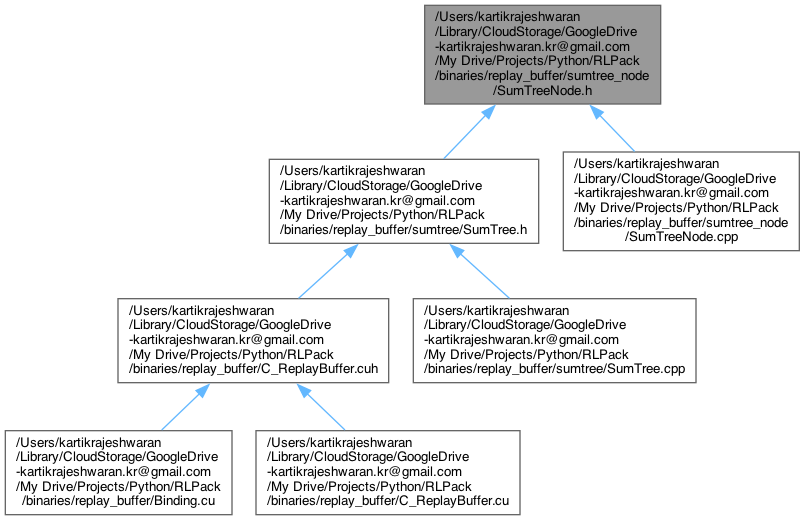 /Users/kartikrajeshwaran
/Library/CloudStorage/GoogleDrive
-kartikrajeshwaran.kr@gmail.com
/My Drive/Projects/Python/RLPack
/binaries/replay_buffer/sumtree_node
/SumTreeNode.h
/Users/kartikrajeshwaran
/Library/CloudStorage/GoogleDrive
-kartikrajeshwaran.kr@gmail.com
/My Drive/Projects/Python/RLPack
/binaries/replay_buffer/sumtree/SumTree.h
/Users/kartikrajeshwaran
/Library/CloudStorage/GoogleDrive
-kartikrajeshwaran.kr@gmail.com
/My Drive/Projects/Python/RLPack
/binaries/replay_buffer/sumtree_node
/SumTreeNode.cpp
/Users/kartikrajeshwaran
/Library/CloudStorage/GoogleDrive
-kartikrajeshwaran.kr@gmail.com
/My Drive/Projects/Python/RLPack
/binaries/replay_buffer/C_ReplayBuffer.cuh
/Users/kartikrajeshwaran
/Library/CloudStorage/GoogleDrive
-kartikrajeshwaran.kr@gmail.com
/My Drive/Projects/Python/RLPack
/binaries/replay_buffer/sumtree/SumTree.cpp
/Users/kartikrajeshwaran
/Library/CloudStorage/GoogleDrive
-kartikrajeshwaran.kr@gmail.com
/My Drive/Projects/Python/RLPack
/binaries/replay_buffer/Binding.cu
/Users/kartikrajeshwaran
/Library/CloudStorage/GoogleDrive
-kartikrajeshwaran.kr@gmail.com
/My Drive/Projects/Python/RLPack
/binaries/replay_buffer/C_ReplayBuffer.cu